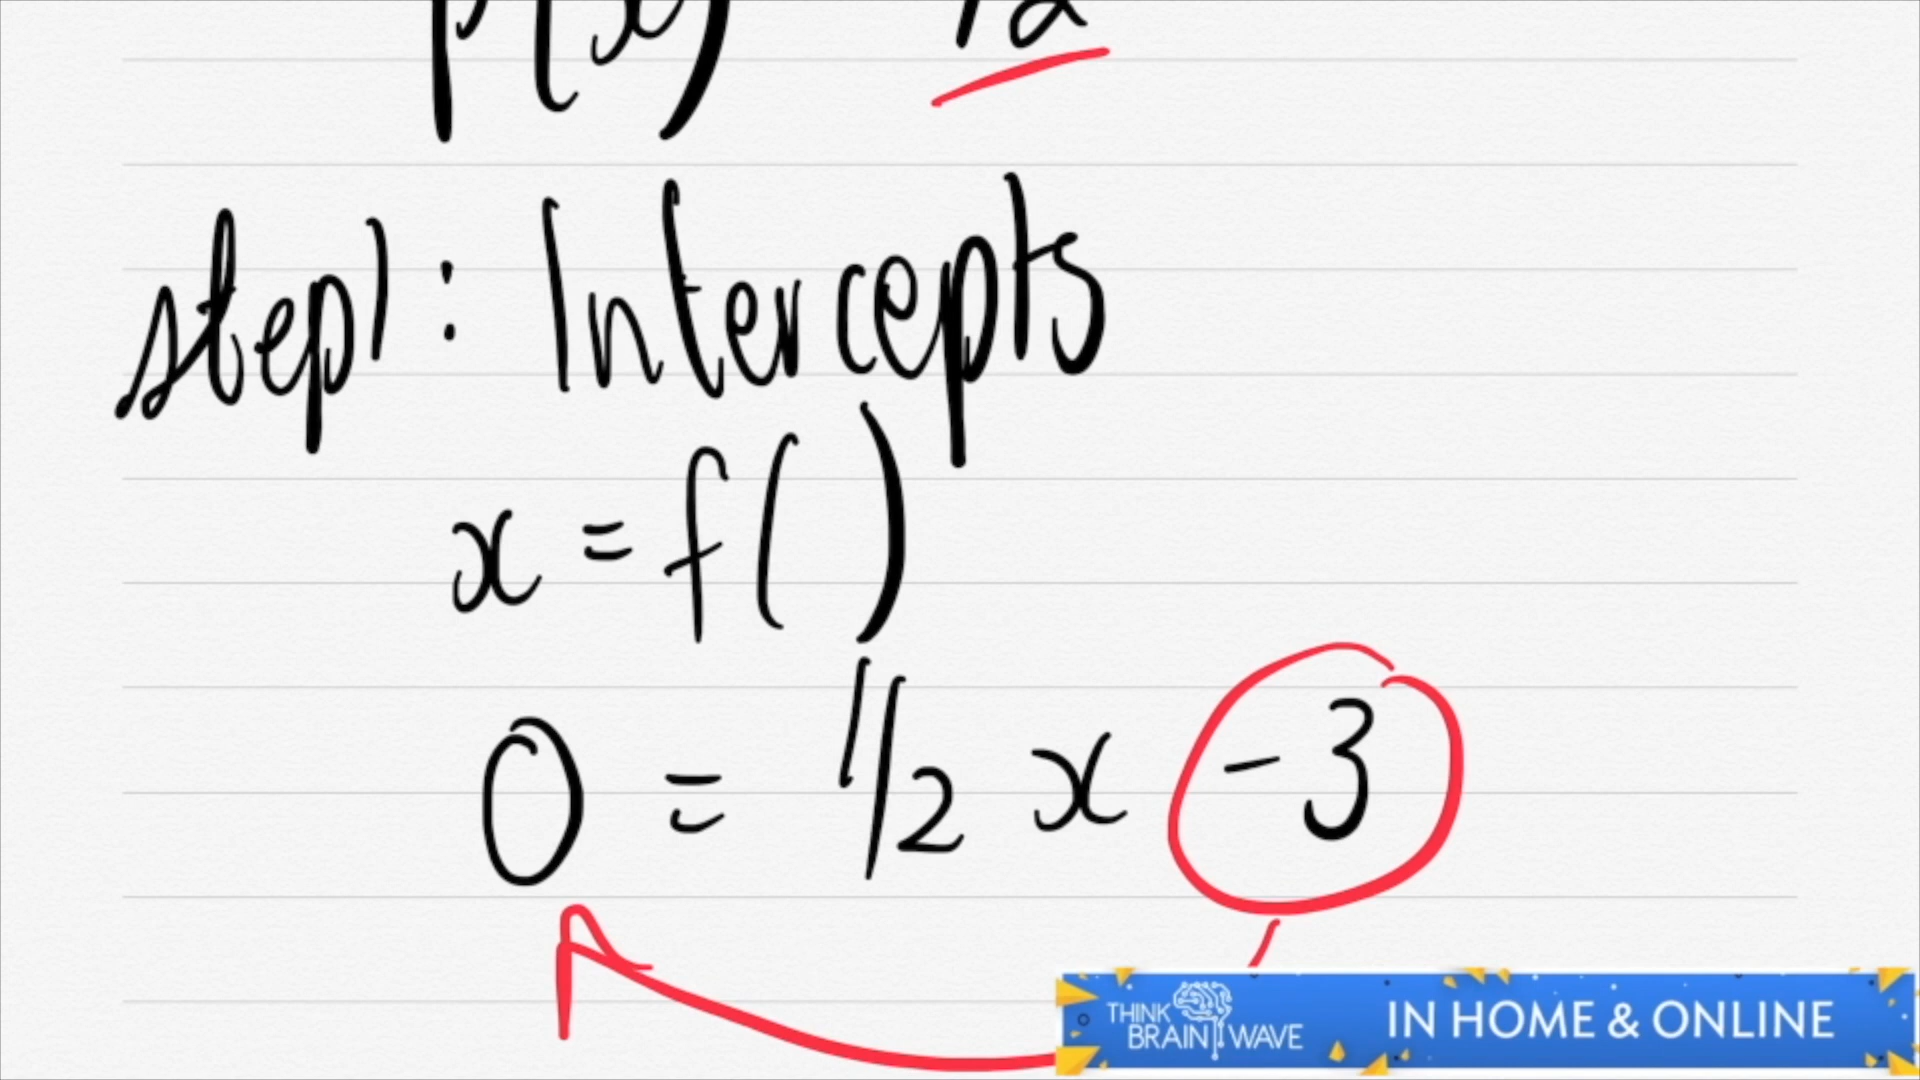 p(x)
step1: Intercepts
x = f( )
0 = 1/2 x -3
THINK BRAIN WAVE
IN HOME & ONLINE